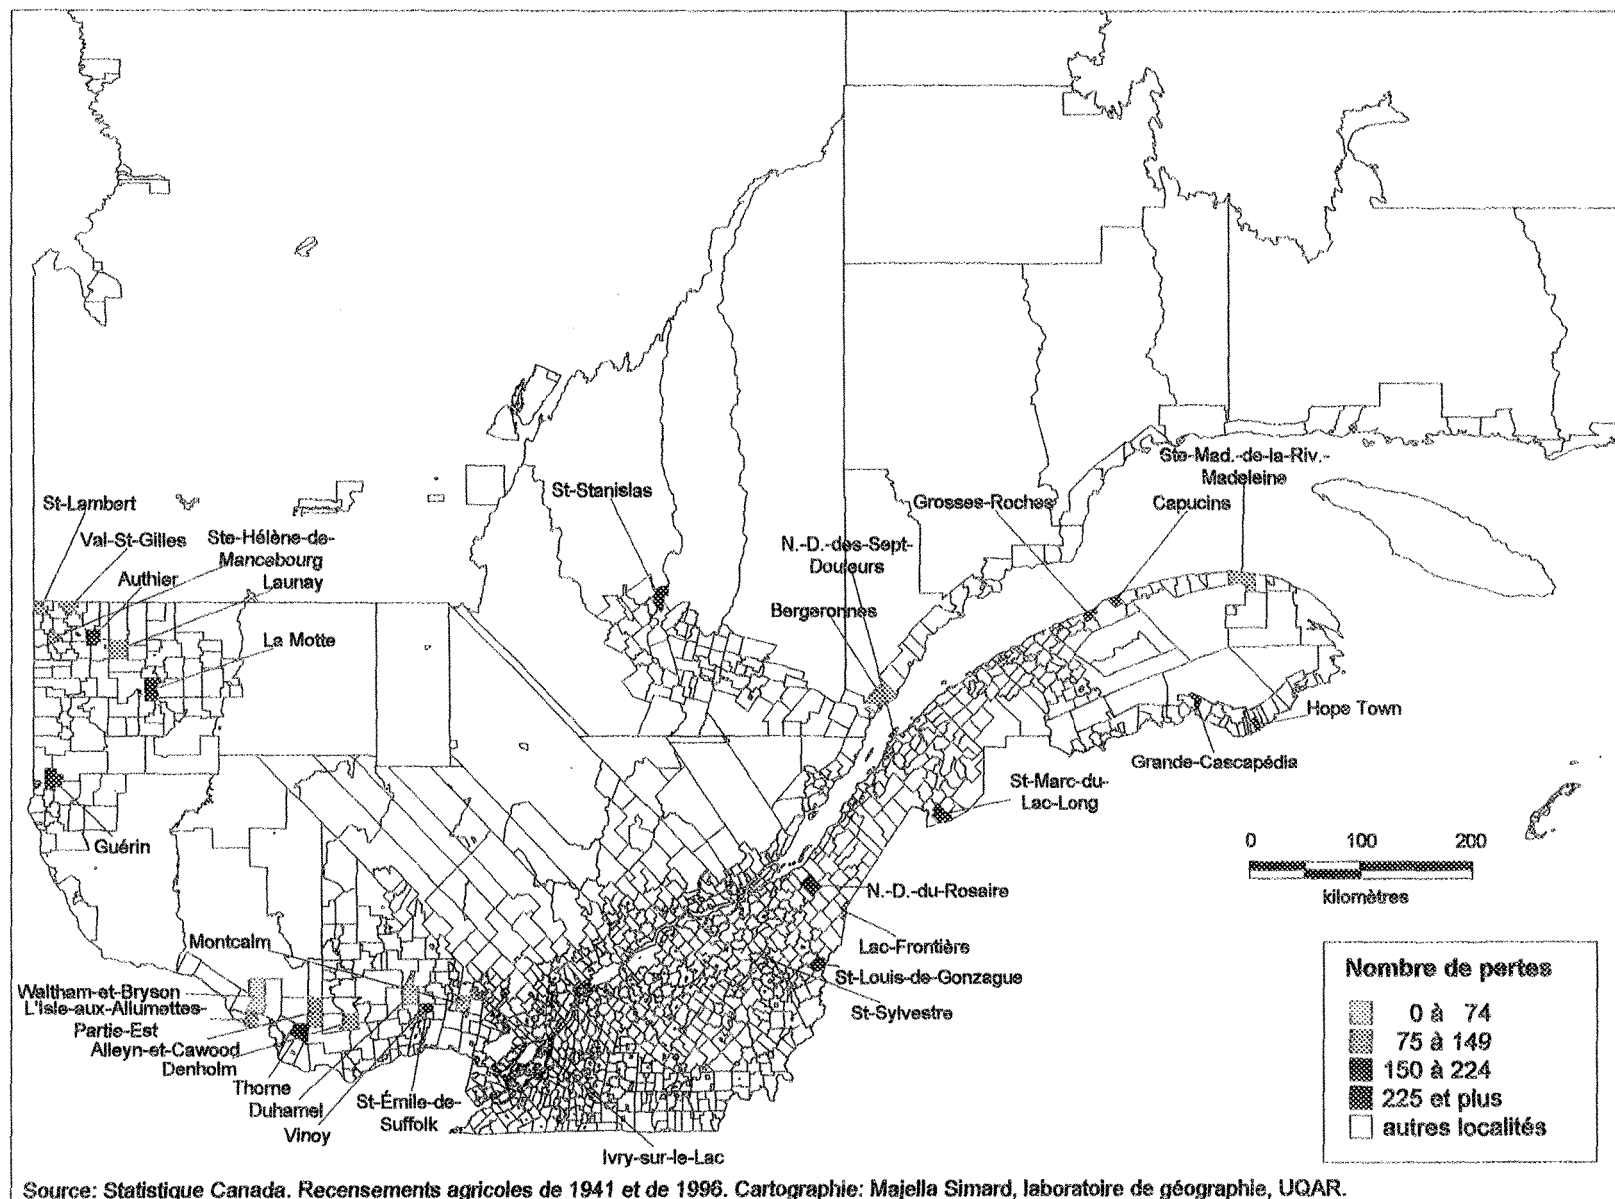 Ste-Mad.-de-la-Riv.-
Madeleine
St-Stanislas
Grosses-Roches
Capucins
St-Lambert
Val-St-Gilles
Ste-Hélène-de-
Mancebourg
N.-D.-des-Sept-
Douleurs
Authier
Launay
Bergeronnes
La Motte
Hope Town
Grande-Cascapédia
St-Marc-du-
Lac-Long
Guérin
0 100 200
kilomètres
N.-D.-du-Rosaire
Lac-Frontière
Montcalm
St-Louis-de-Gonzague
St-Sylvestre
Waltham-et-Bryson
L'Isle-aux-Allumettes-
Partie-Est
Alleyn-et-Cawood
Denholm
Thorne
Duhamel
Vinoy
St-Émile-de-
Suffolk
Ivry-sur-le-Lac
Nombre de pertes
0 à 74
75 à 149
150 à 224
225 et plus
autres localités
Source: Statistique Canada. Recensements agricoles de 1941 et de 1996. Cartographie: Majella Simard, laboratoire de géographie, UQAR.